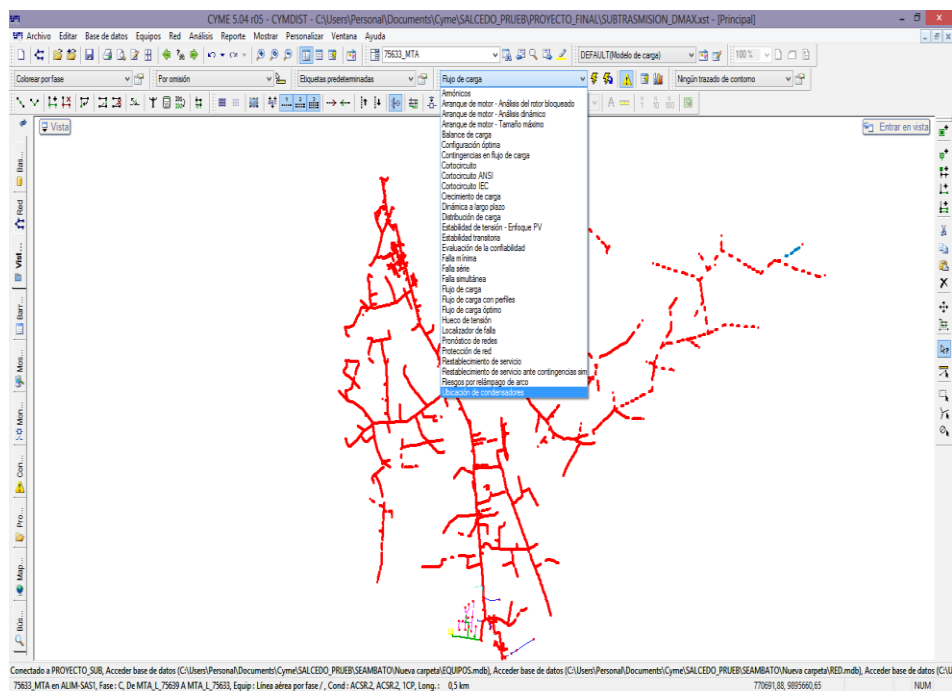 CYME 5.04 r05 - CYMDIST - C:\Users\Personal\Documents\Cyme\SALCEDO_PRUEB\PROYECTO_FINAL\SUBTRASMISION_DMAX.xst - [Principal]
Archivo Editar Base de datos Equipos Red Análisis Reporte Mostrar Personalizar Ventana Ayuda
75633_MTA DEFAULT(Modelo de carga) 100%
Colorear por fase Por omisión Etiquetas predeterminadas Flujo de carga Ningún trazado de contorno
Vista Entrar en vista
Armónicos
Arranque de motor - Análisis del rotor bloqueado
Arranque de motor - Análisis dinámico
Arranque de motor - Tamaño máximo
Balance de carga
Configuración óptima
Contingencias en flujo de carga
Cortocircuito
Cortocircuito ANSI
Cortocircuito IEC
Crecimiento de carga
Dinámica a largo plazo
Distribución de carga
Estabilidad de tensión - Enfoque PV
Estabilidad transitoria
Evaluación de la confiabilidad
Falla mínima
Falla série
Falla simultánea
Flujo de carga
Flujo de carga con perfiles
Flujo de carga óptimo
Hueco de tensión
Localizador de falla
Pronóstico de redes
Protección de red
Restablecimiento de servicio
Restablecimiento de servicio ante contingencias sim
Riesgos por relámpago de arco
Ubicación de condensadores
Bas...
Red
Vist...
Barr...
Mos...
Mon...
Con...
Pro...
Map...
Bús...
Conectado a PROYECTO_SUB, Acceder base de datos (C:\Users\Personal\Documents\Cyme\SALCEDO_PRUEB\SEAMBATO\Nueva carpeta\EQUIPOS.mdb), Acceder base de datos (C:\Users\Personal\Documents\Cyme\SALCEDO_PRUEB\SEAMBATO\Nueva carpeta\RED.mdb), Acceder base de datos (C:\U
75633_MTA en ALIM-SAS1, Fase : C, De MTA_L_75639 A MTA_L_75633, Equip : Línea aérea por fase / , Cond : ACSR.2, ACSR.2, 1CP, Long. : 0,5 km 770691,88, 9895660,65 NUM